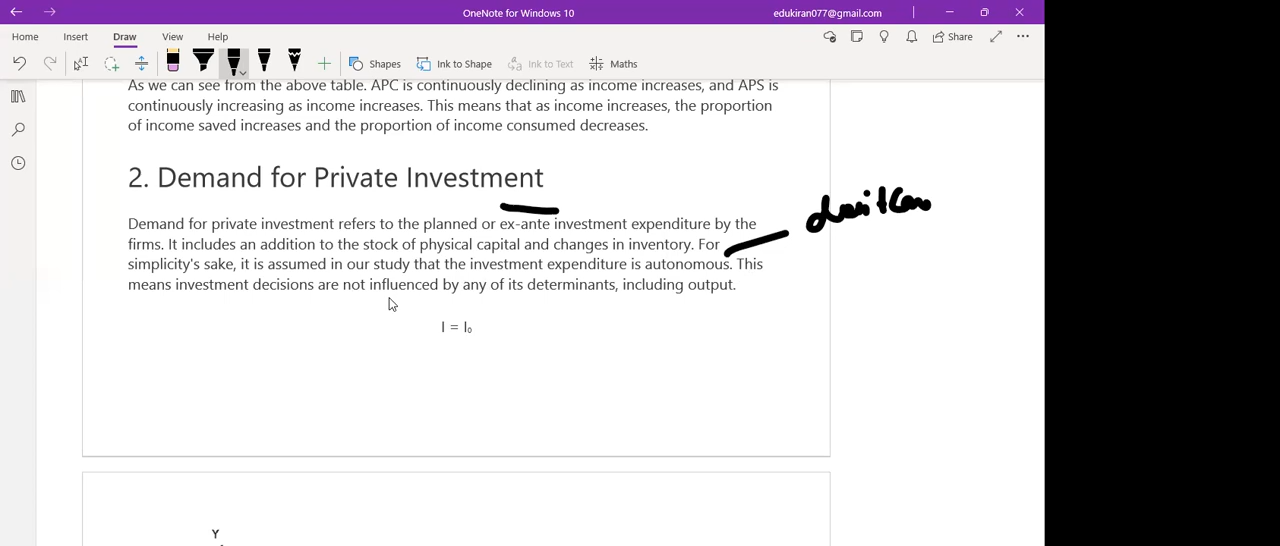 OneNote for Windows 10
edukiran077@gmail.com
Home Insert Draw View Help
Share
Shapes Ink to Shape Ink to Text Maths
As we can see from the above table. APC is continuously declining as income increases, and APS is
continuously increasing as income increases. This means that as income increases, the proportion
of income saved increases and the proportion of income consumed decreases.
2. Demand for Private Investment
Demand for private investment refers to the planned or ex-ante investment expenditure by the
firms. It includes an addition to the stock of physical capital and changes in inventory. For
simplicity's sake, it is assumed in our study that the investment expenditure is autonomous. This
means investment decisions are not influenced by any of its determinants, including output.
I = I₀
Y